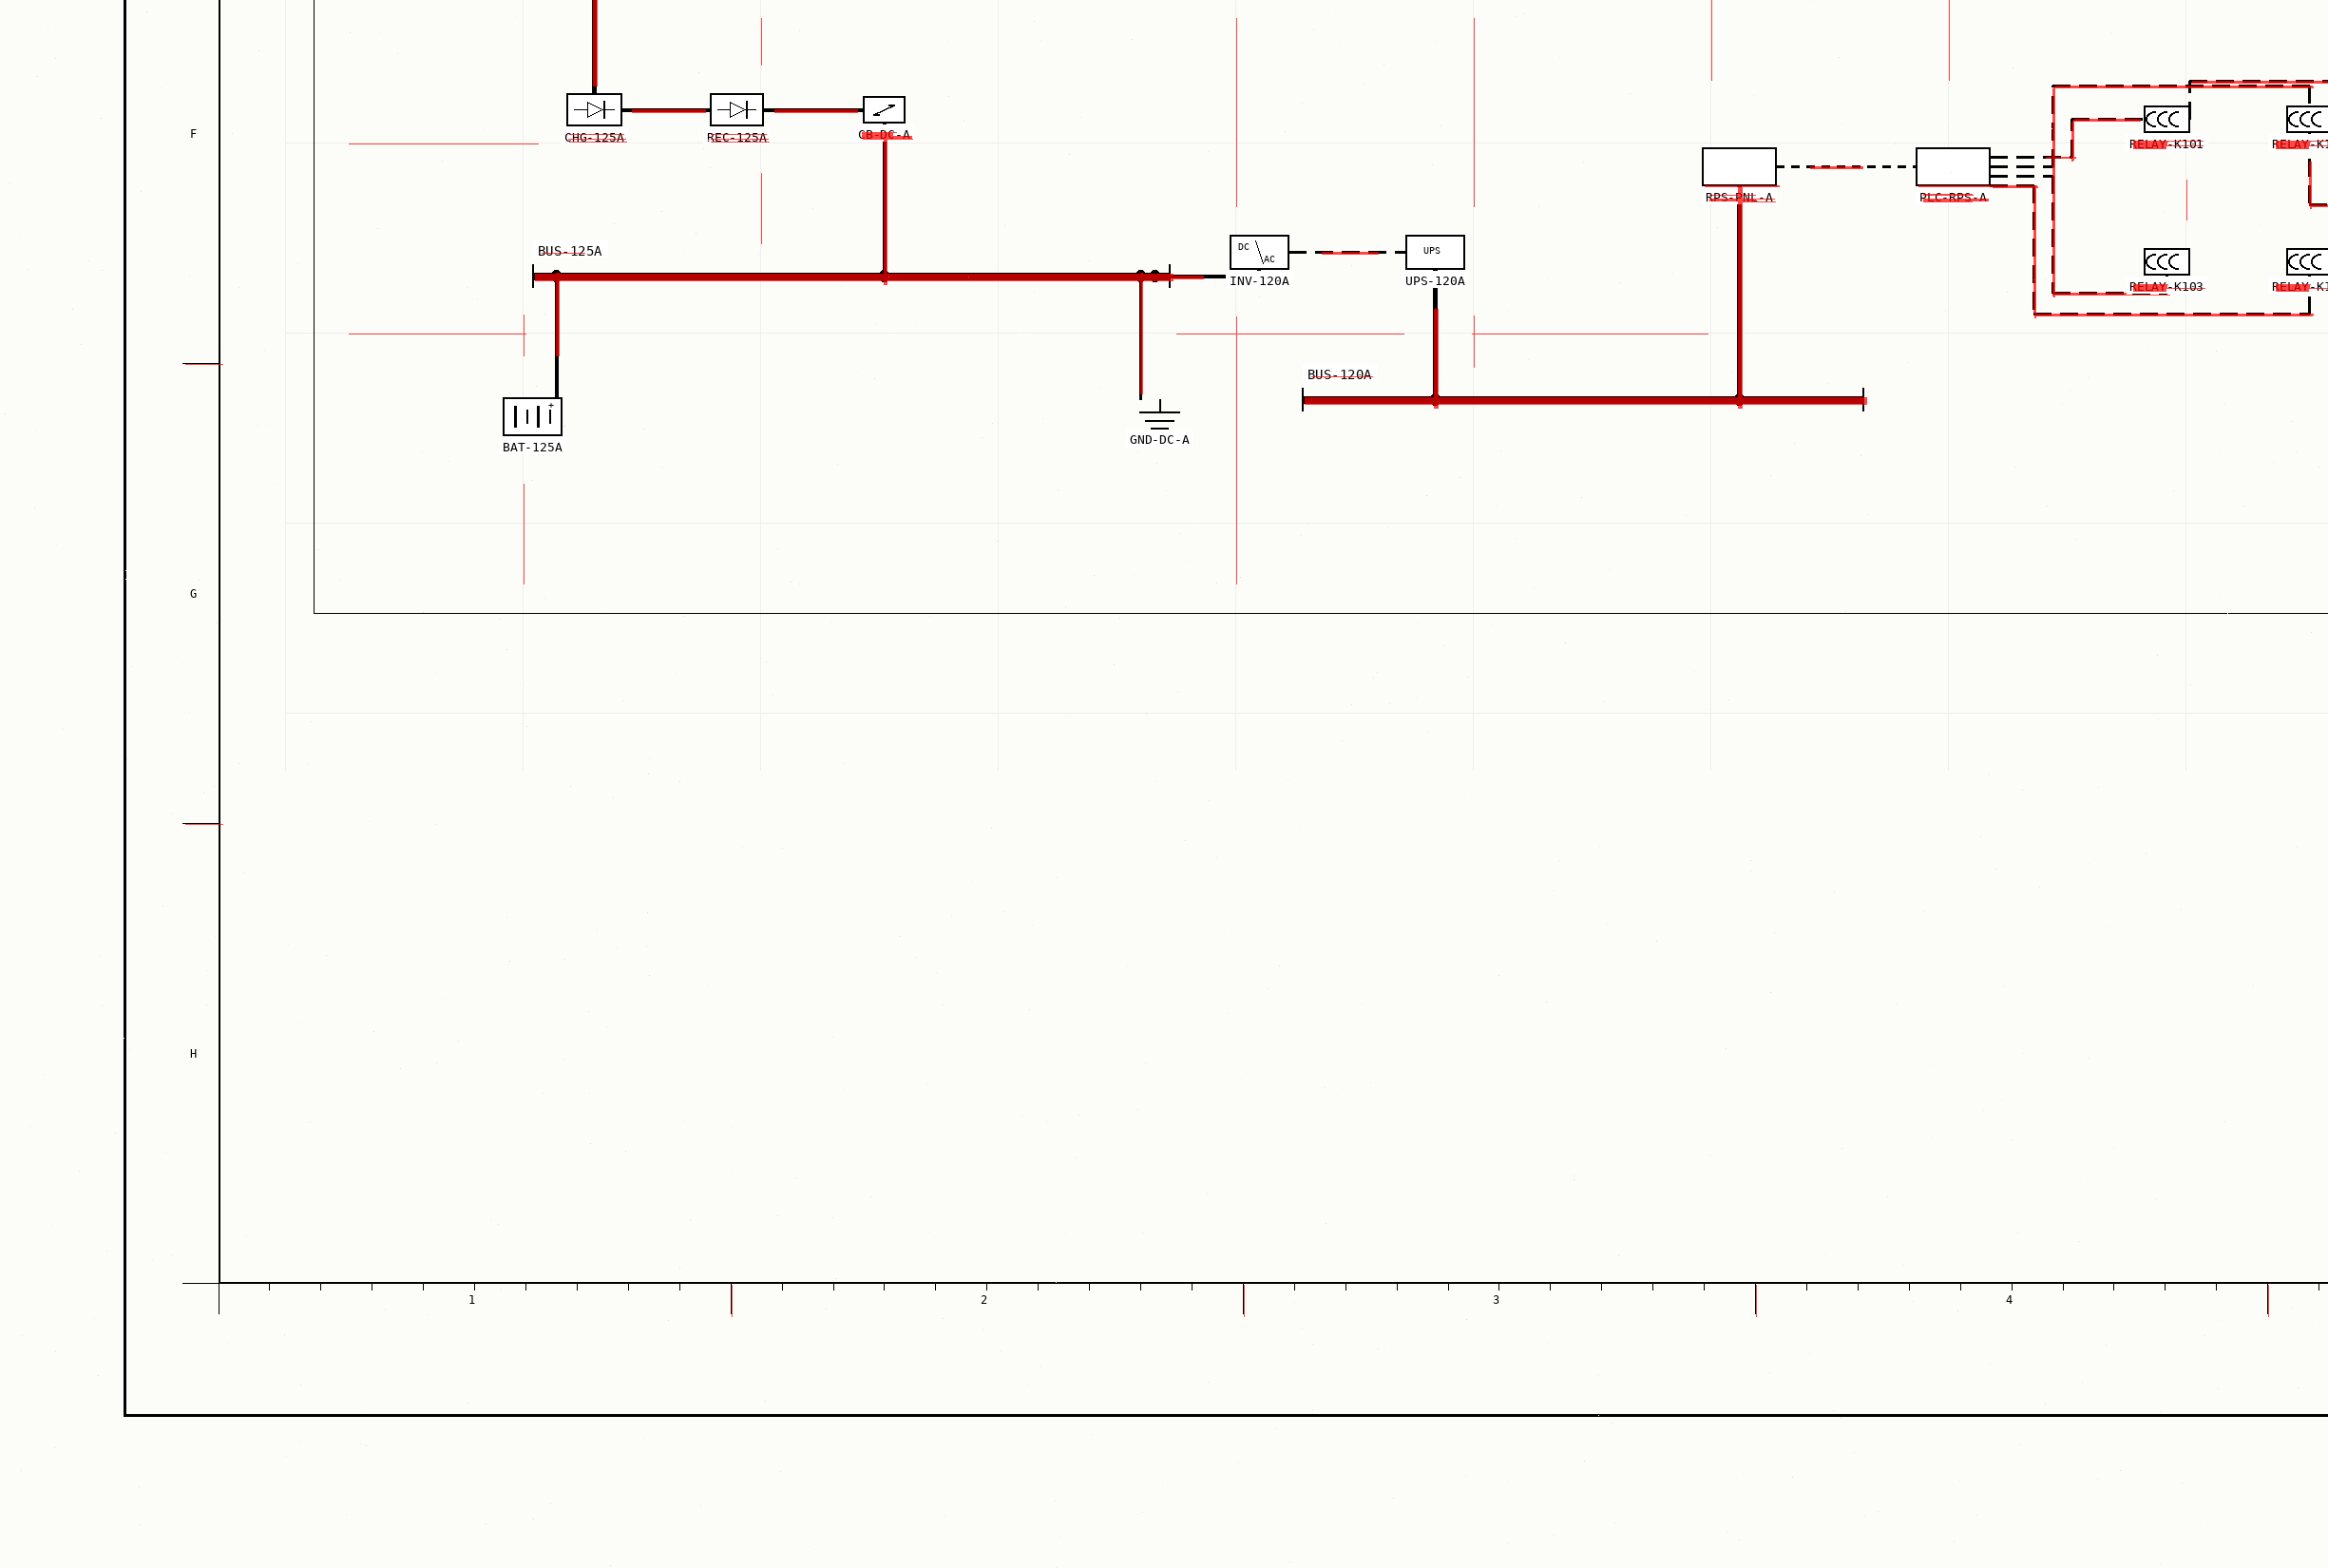 F
CHG-125A
REC-125A
CB-DC-A
RELAY-K101
RPS-PNL-A
PLC-RPS-A
BUS-125A
DC
AC
INV-120A
UPS
UPS-120A
RELAY-K103
BUS-120A
+
BAT-125A
GND-DC-A
G
H
1
2
3
4